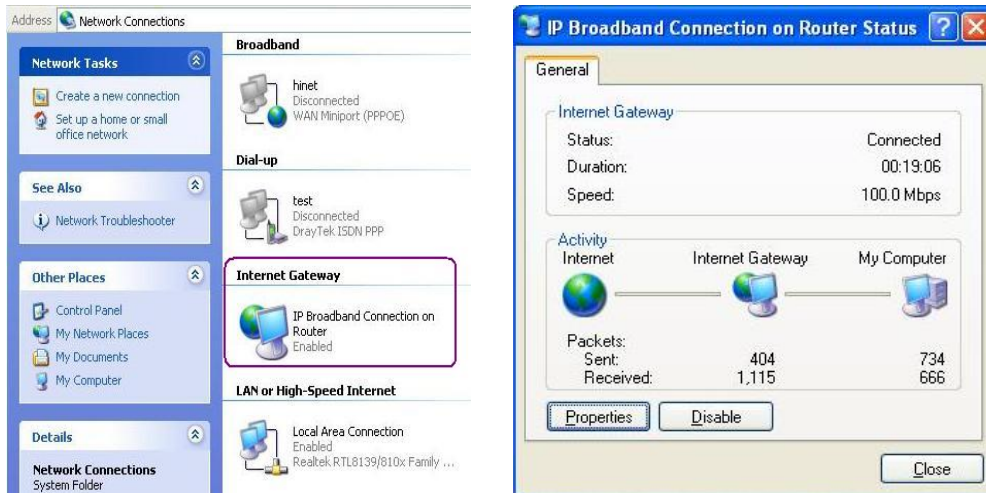 Address Network Connections
Network Tasks
Create a new connection
Set up a home or small
office network
See Also
Network Troubleshooter
Other Places
Control Panel
My Network Places
My Documents
My Computer
Details
Network Connections
System Folder
Broadband
hinet
Disconnected
WAN Miniport (PPPOE)
Dial-up
test
Disconnected
DrayTek ISDN PPP
Internet Gateway
IP Broadband Connection on
Router
Enabled
LAN or High-Speed Internet
Local Area Connection
Enabled
Realtek RTL8139/810x Family ...
IP Broadband Connection on Router Status
General
Internet Gateway
Status: Connected
Duration: 00:19:06
Speed: 100.0 Mbps
Activity
Internet Internet Gateway My Computer
Packets:
Sent: 404 734
Received: 1,115 666
Properties Disable
Close